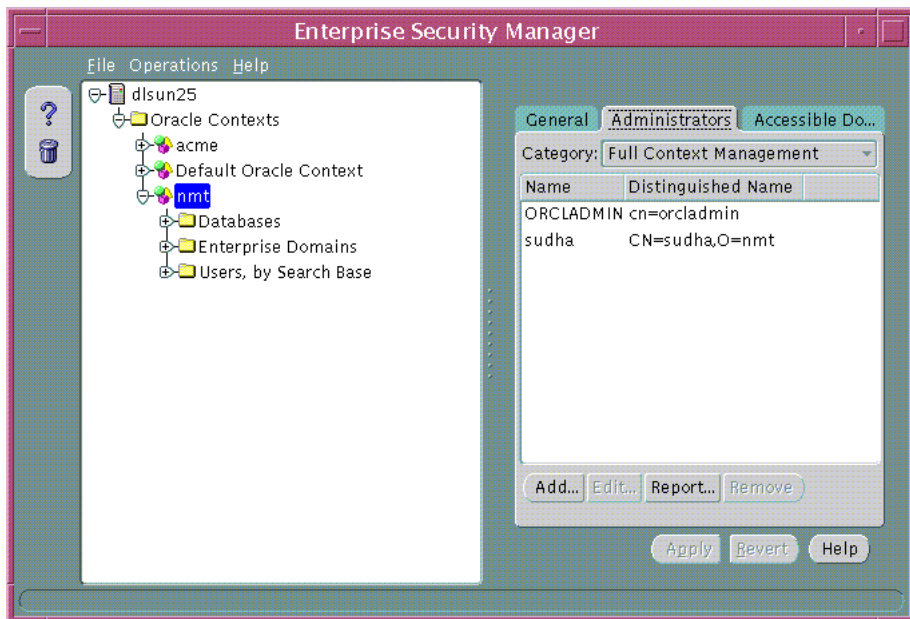 Enterprise Security Manager
File Operations Help
?
dlsun25
Oracle Contexts
acme
Default Oracle Context
nmt
Databases
Enterprise Domains
Users, by Search Base
General Administrators Accessible Do...
Category: Full Context Management
Name Distinguished Name
ORCLADMIN cn=orcladmin
sudha CN=sudha,O=nmt
Add... Edit... Report... Remove
Apply Revert Help